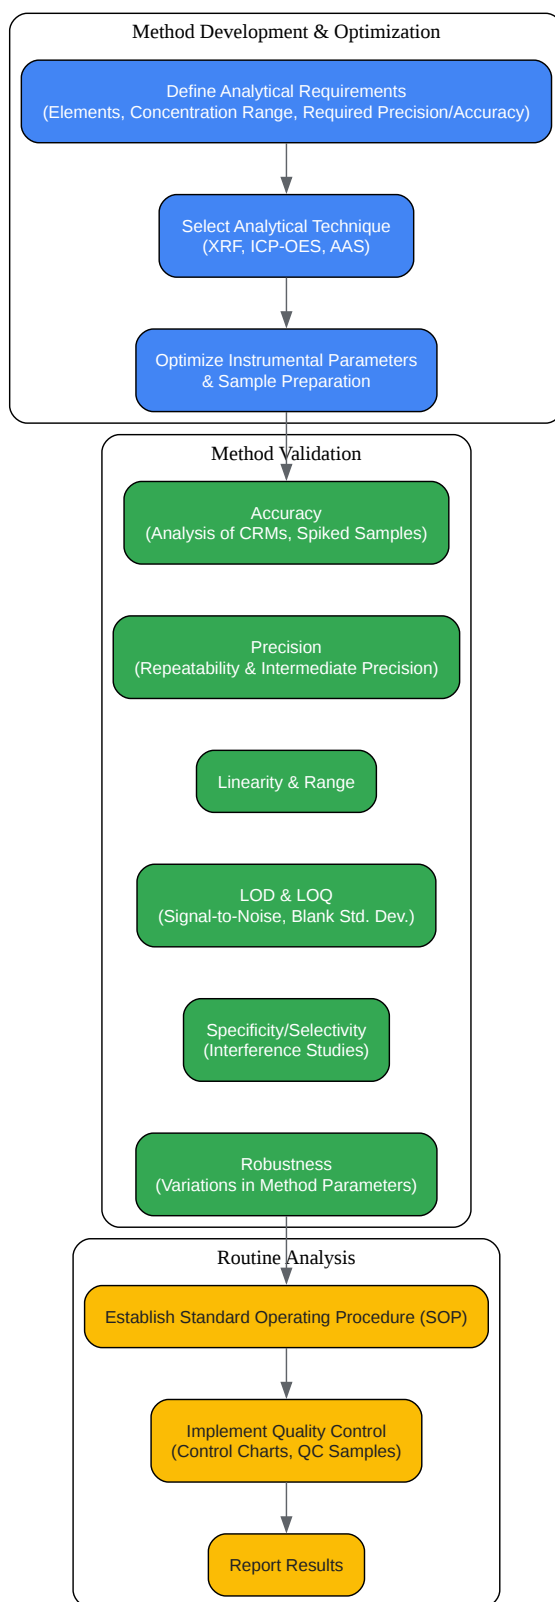 Method Development & Optimization
Define Analytical Requirements
(Elements, Concentration Range, Required Precision/Accuracy)
Select Analytical Technique
(XRF, ICP-OES, AAS)
Optimize Instrumental Parameters
& Sample Preparation
Method Validation
Accuracy
(Analysis of CRMs, Spiked Samples)
Precision
(Repeatability & Intermediate Precision)
Linearity & Range
LOD & LOQ
(Signal-to-Noise, Blank Std. Dev.)
Specificity/Selectivity
(Interference Studies)
Robustness
(Variations in Method Parameters)
Routine Analysis
Establish Standard Operating Procedure (SOP)
Implement Quality Control
(Control Charts, QC Samples)
Report Results